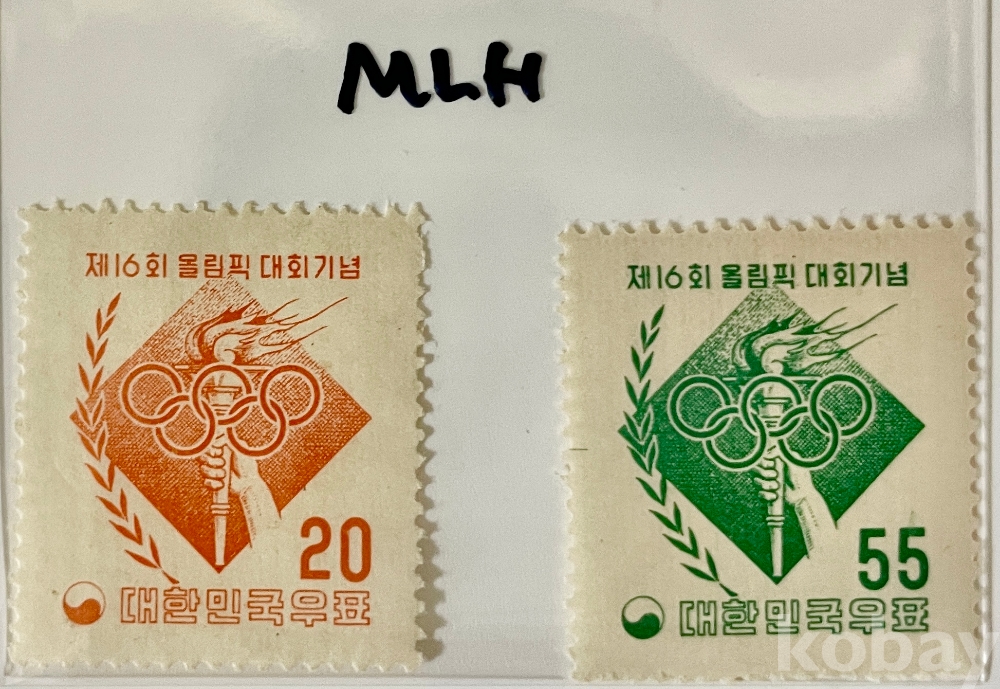 MLH
제16회 올림픽 대회기념
20
대한민국우표
제16회 올림픽 대회기념
55
대한민국우표
kobay